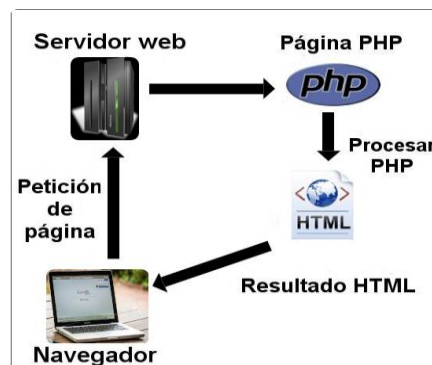 Servidor web
Página PHP
php
Procesar
PHP
Petición
de
página
<>
HTML
Resultado HTML
Navegador